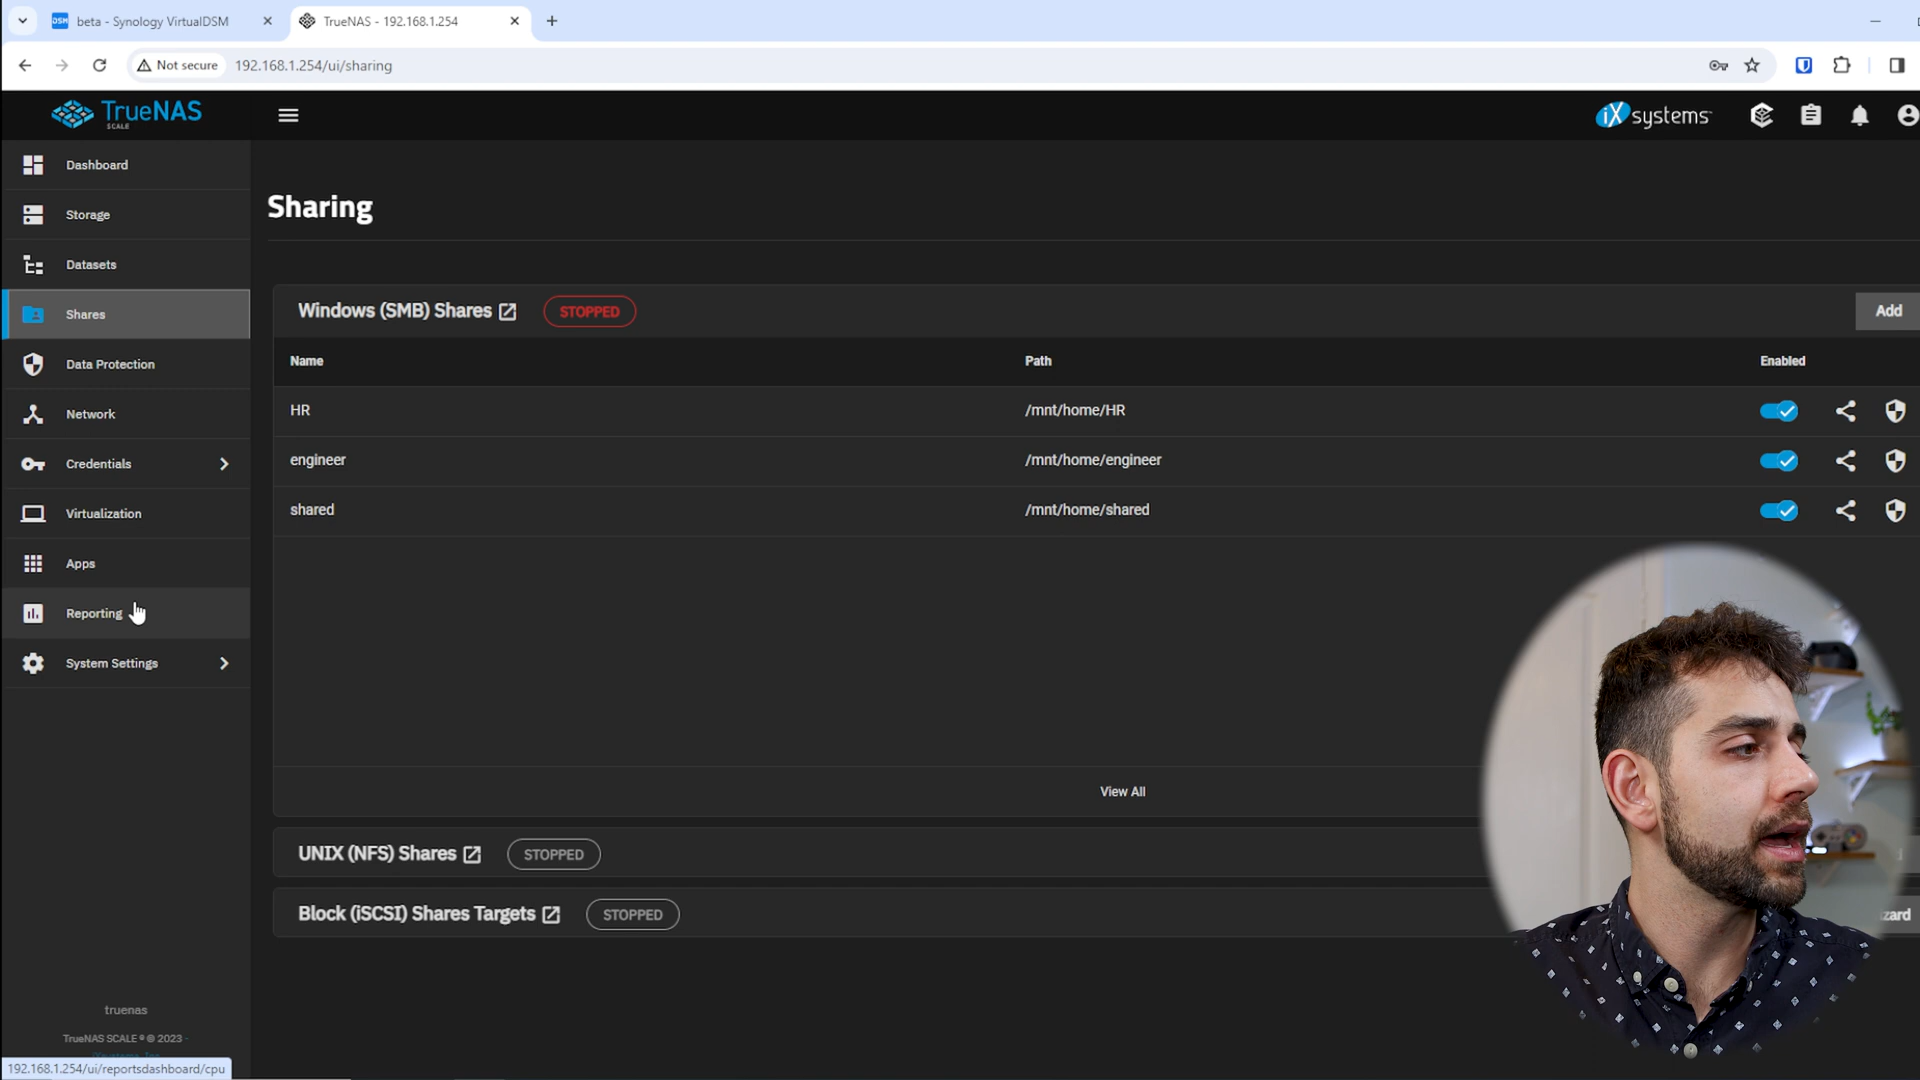 DSM beta - Synology VirtualDSM
TrueNAS - 192.168.1.254
Not secure 192.168.1.254/ui/sharing
TrueNAS
SCALE
iXsystems
Dashboard
Storage
Datasets
Shares
Data Protection
Network
Credentials
Virtualization
Apps
Reporting
System Settings
Sharing
Windows (SMB) Shares STOPPED Add
Name Path Enabled
HR /mnt/home/HR
engineer /mnt/home/engineer
shared /mnt/home/shared
View All
UNIX (NFS) Shares STOPPED
Block (iSCSI) Shares Targets STOPPED zard
truenas
TrueNAS SCALE ® © 2023 -
192.168.1.254/ui/reportsdashboard/cpu